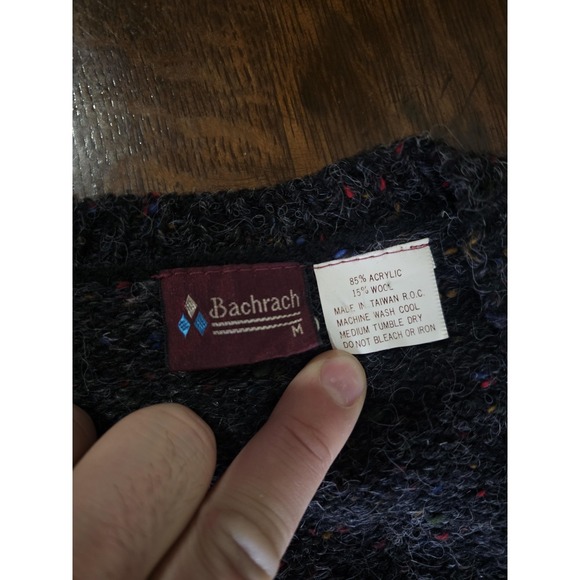 Bachrach
M
85% ACRYLIC
15% WOOL
MADE IN TAIWAN R.O.C.
MACHINE WASH COOL
MEDIUM TUMBLE DRY
DO NOT BLEACH OR IRON